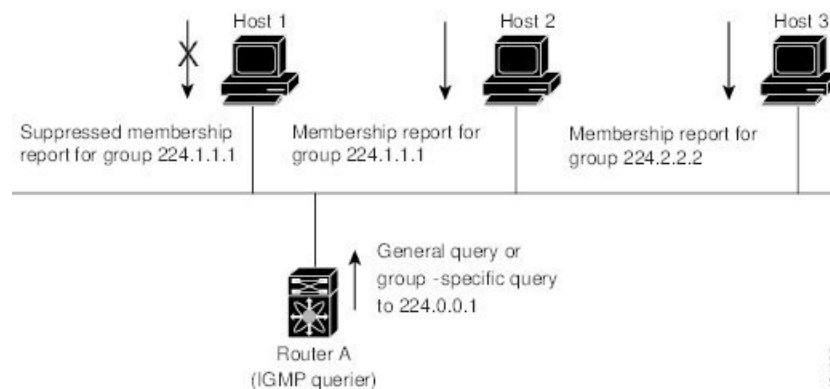 Host 1
Host 2
Host 3
Suppressed membership
report for group 224.1.1.1
Membership report for
group 224.1.1.1
Membership report for
group 224.2.2.2
General query or
group -specific query
to 224.0.0.1
Router A
(IGMP querier)